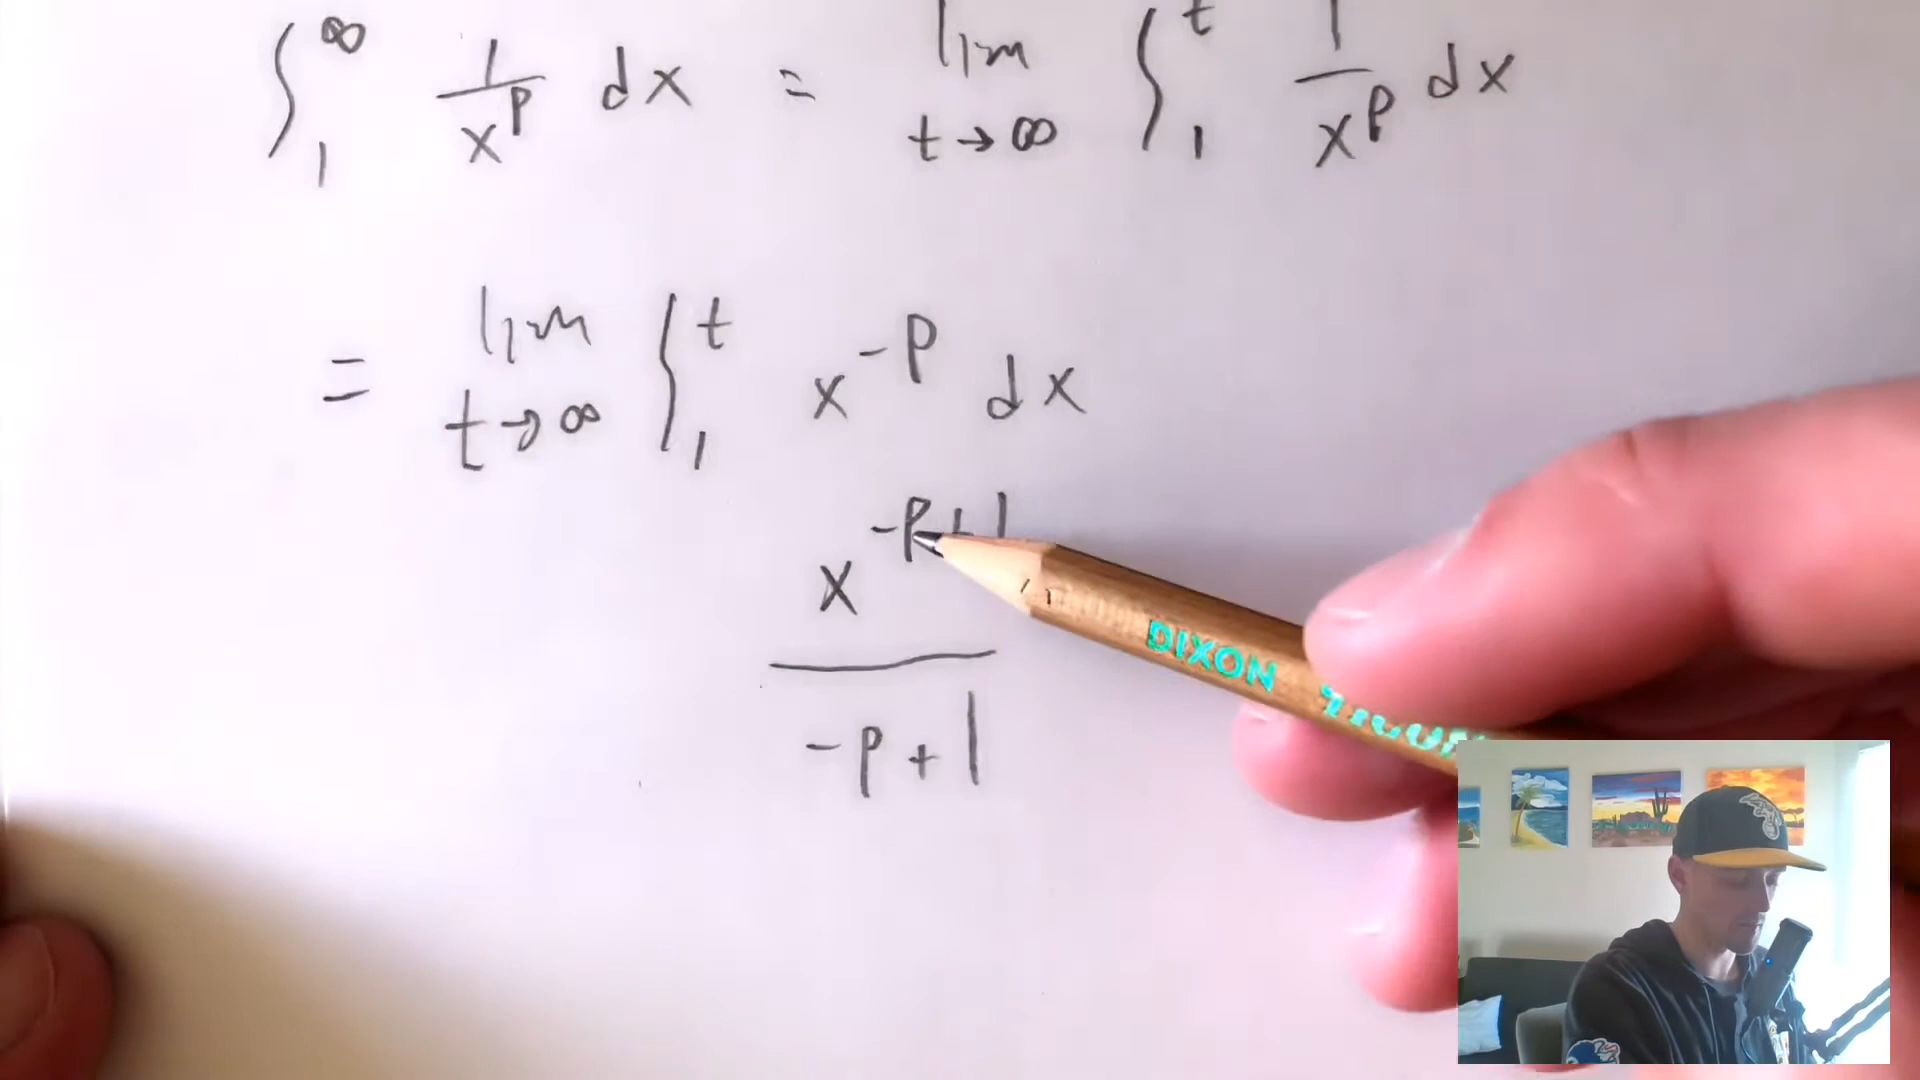 ∫₁^∞ 1/x^p dx = lim t→∞ ∫₁^t 1/x^p dx
= lim t→∞ ∫₁^t x^-p dx
x^-p+1
-p+1
DIXON